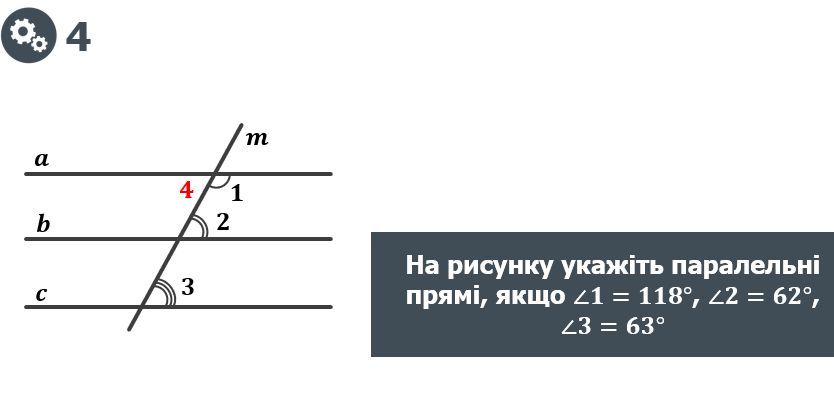 4
m
a
4
1
b
2
c
3
На рисунку укажіть паралельні
прямі, якщо ∠1 = 118°, ∠2 = 62°,
∠3 = 63°